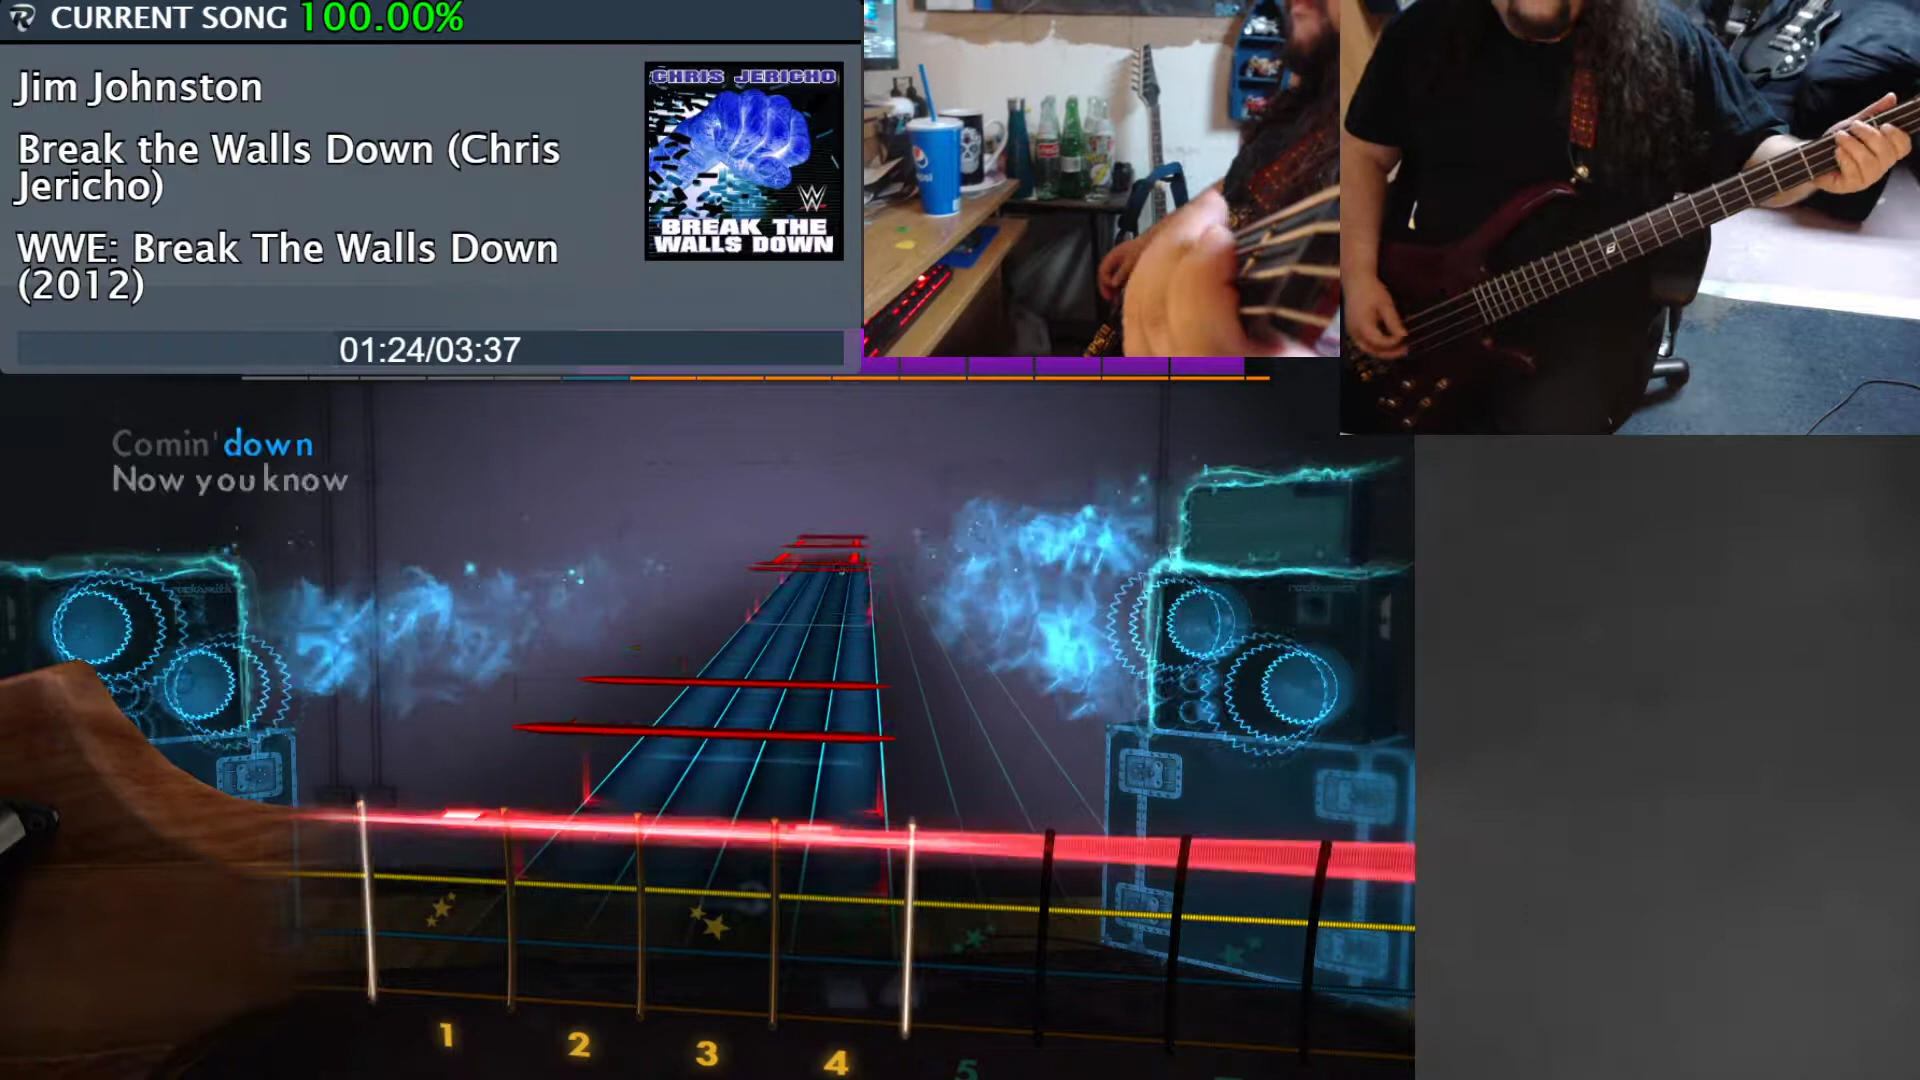 CURRENT SONG 100.00%
Jim Johnston
Break the Walls Down (Chris
Jericho)
WWE: Break The Walls Down
(2012)
01:24/03:37
CHRIS JERICHO
W
BREAK THE
WALLS DOWN
Comin' down
Now you know
1 2 3 4 5